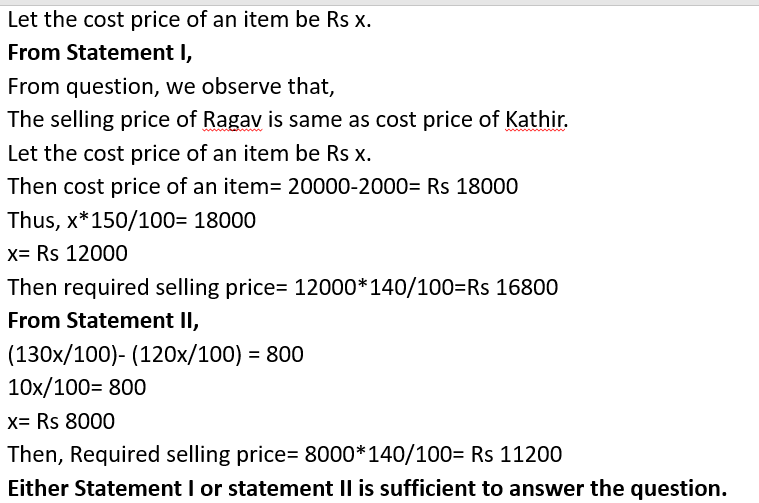 Let the cost price of an item be Rs x.
From Statement I,
From question, we observe that,
The selling price of Ragav is same as cost price of Kathir.
Let the cost price of an item be Rs x.
Then cost price of an item= 20000-2000= Rs 18000
Thus, x*150/100= 18000
x= Rs 12000
Then required selling price= 12000*140/100=Rs 16800
From Statement II,
(130x/100)- (120x/100) = 800
10x/100= 800
x= Rs 8000
Then, Required selling price= 8000*140/100= Rs 11200
Either Statement I or statement II is sufficient to answer the question.